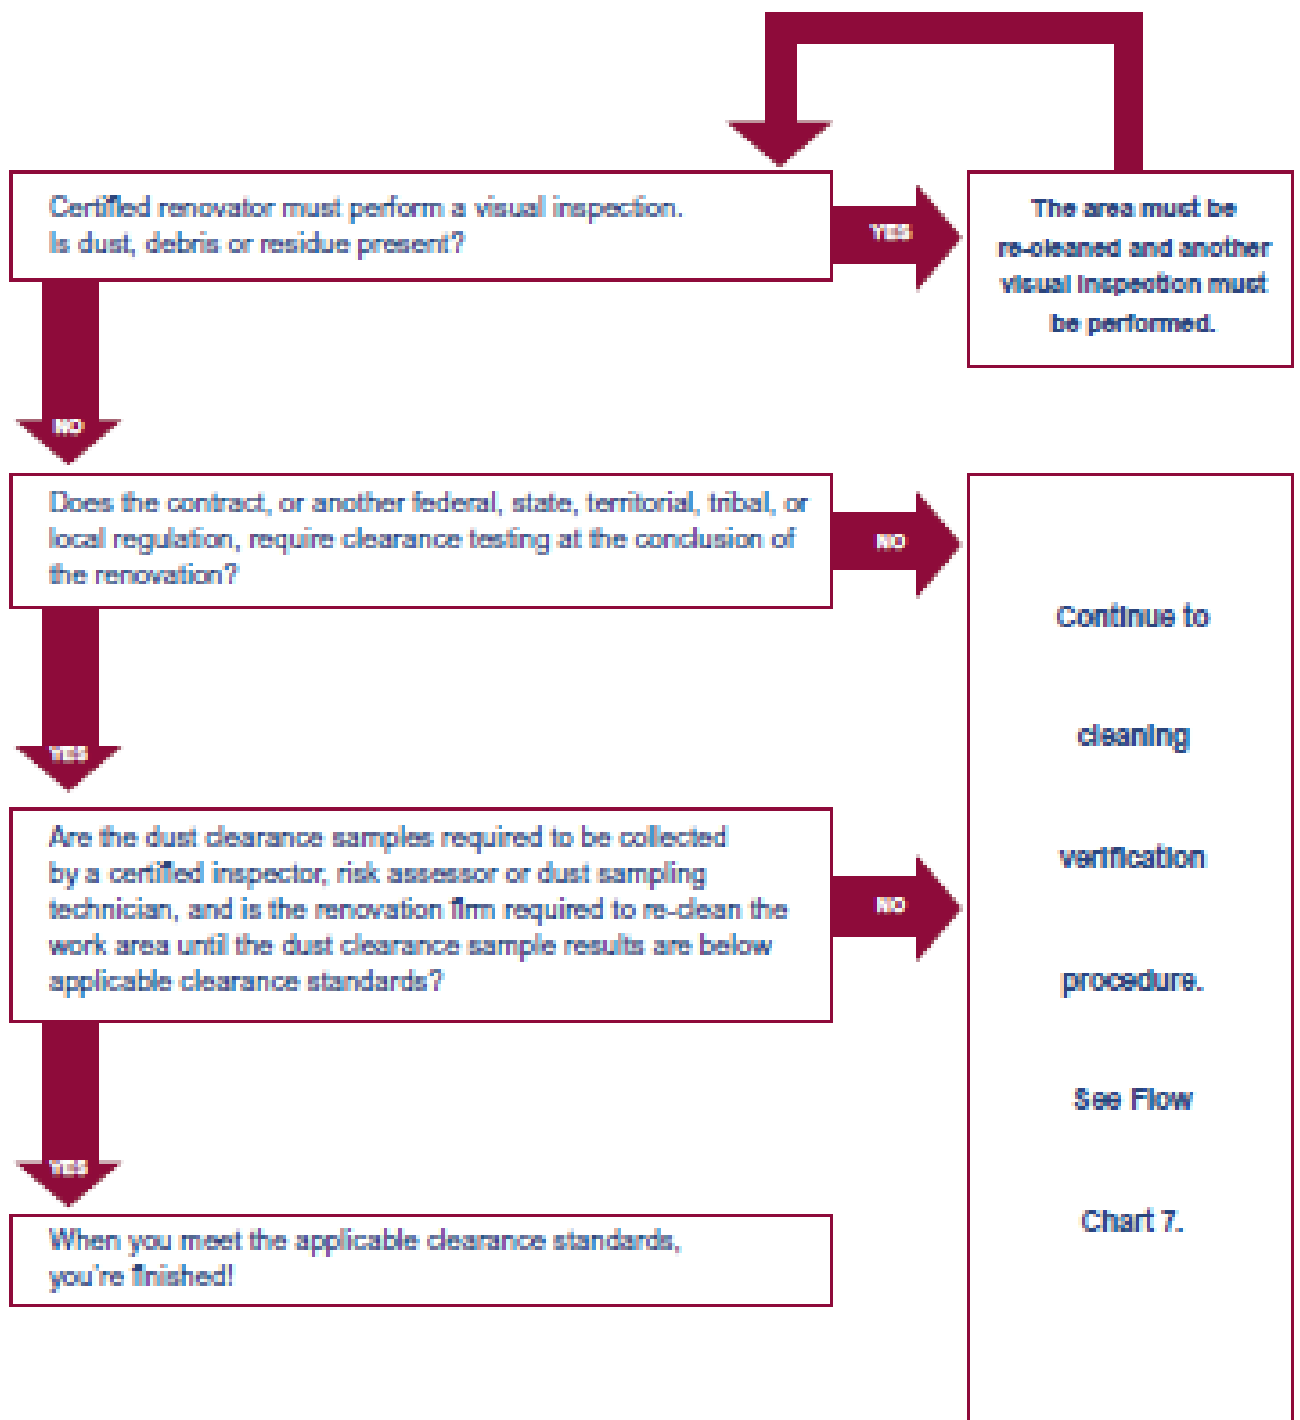 Certified renovator must perform a visual inspection.
Is dust, debris or residue present?
YES
The area must be
re-cleaned and another
visual inspection must
be performed.
NO
Does the contract, or another federal, state, territorial, tribal, or
local regulation, require clearance testing at the conclusion of
the renovation?
NO
YES
Are the dust clearance samples required to be collected
by a certified inspector, risk assessor or dust sampling
technician, and is the renovation firm required to re-clean the
work area until the dust clearance sample results are below
applicable clearance standards?
NO
YES
When you meet the applicable clearance standards,
you're finished!
Continue to
cleaning
verification
procedure.
See Flow
Chart 7.